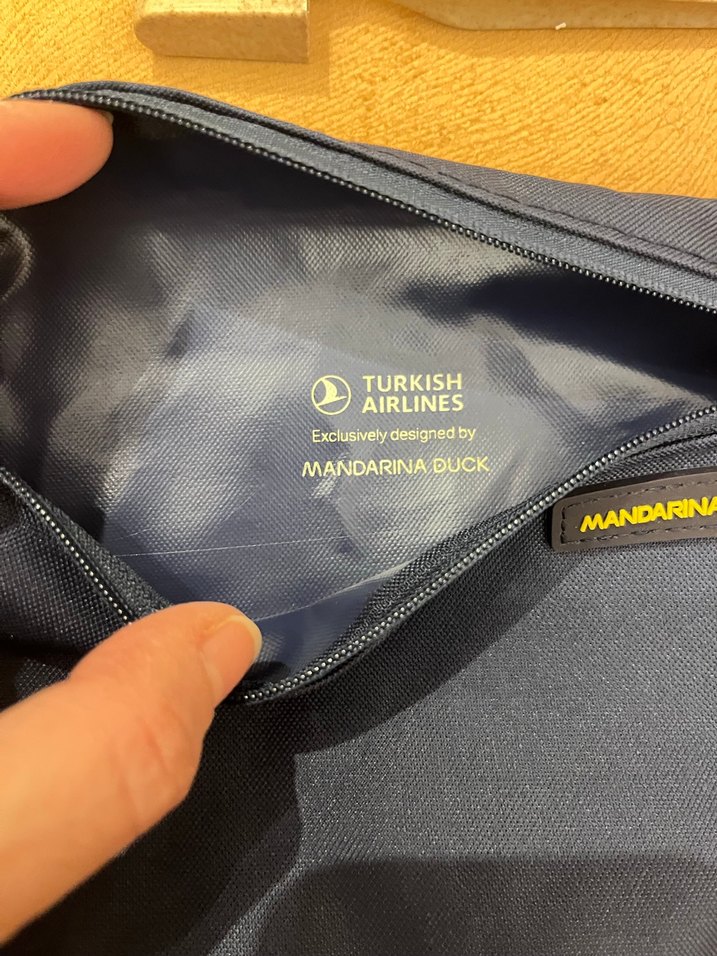 TURKISH
AIRLINES
Exclusively designed by
MANDARINA DUCK
MANDARINA